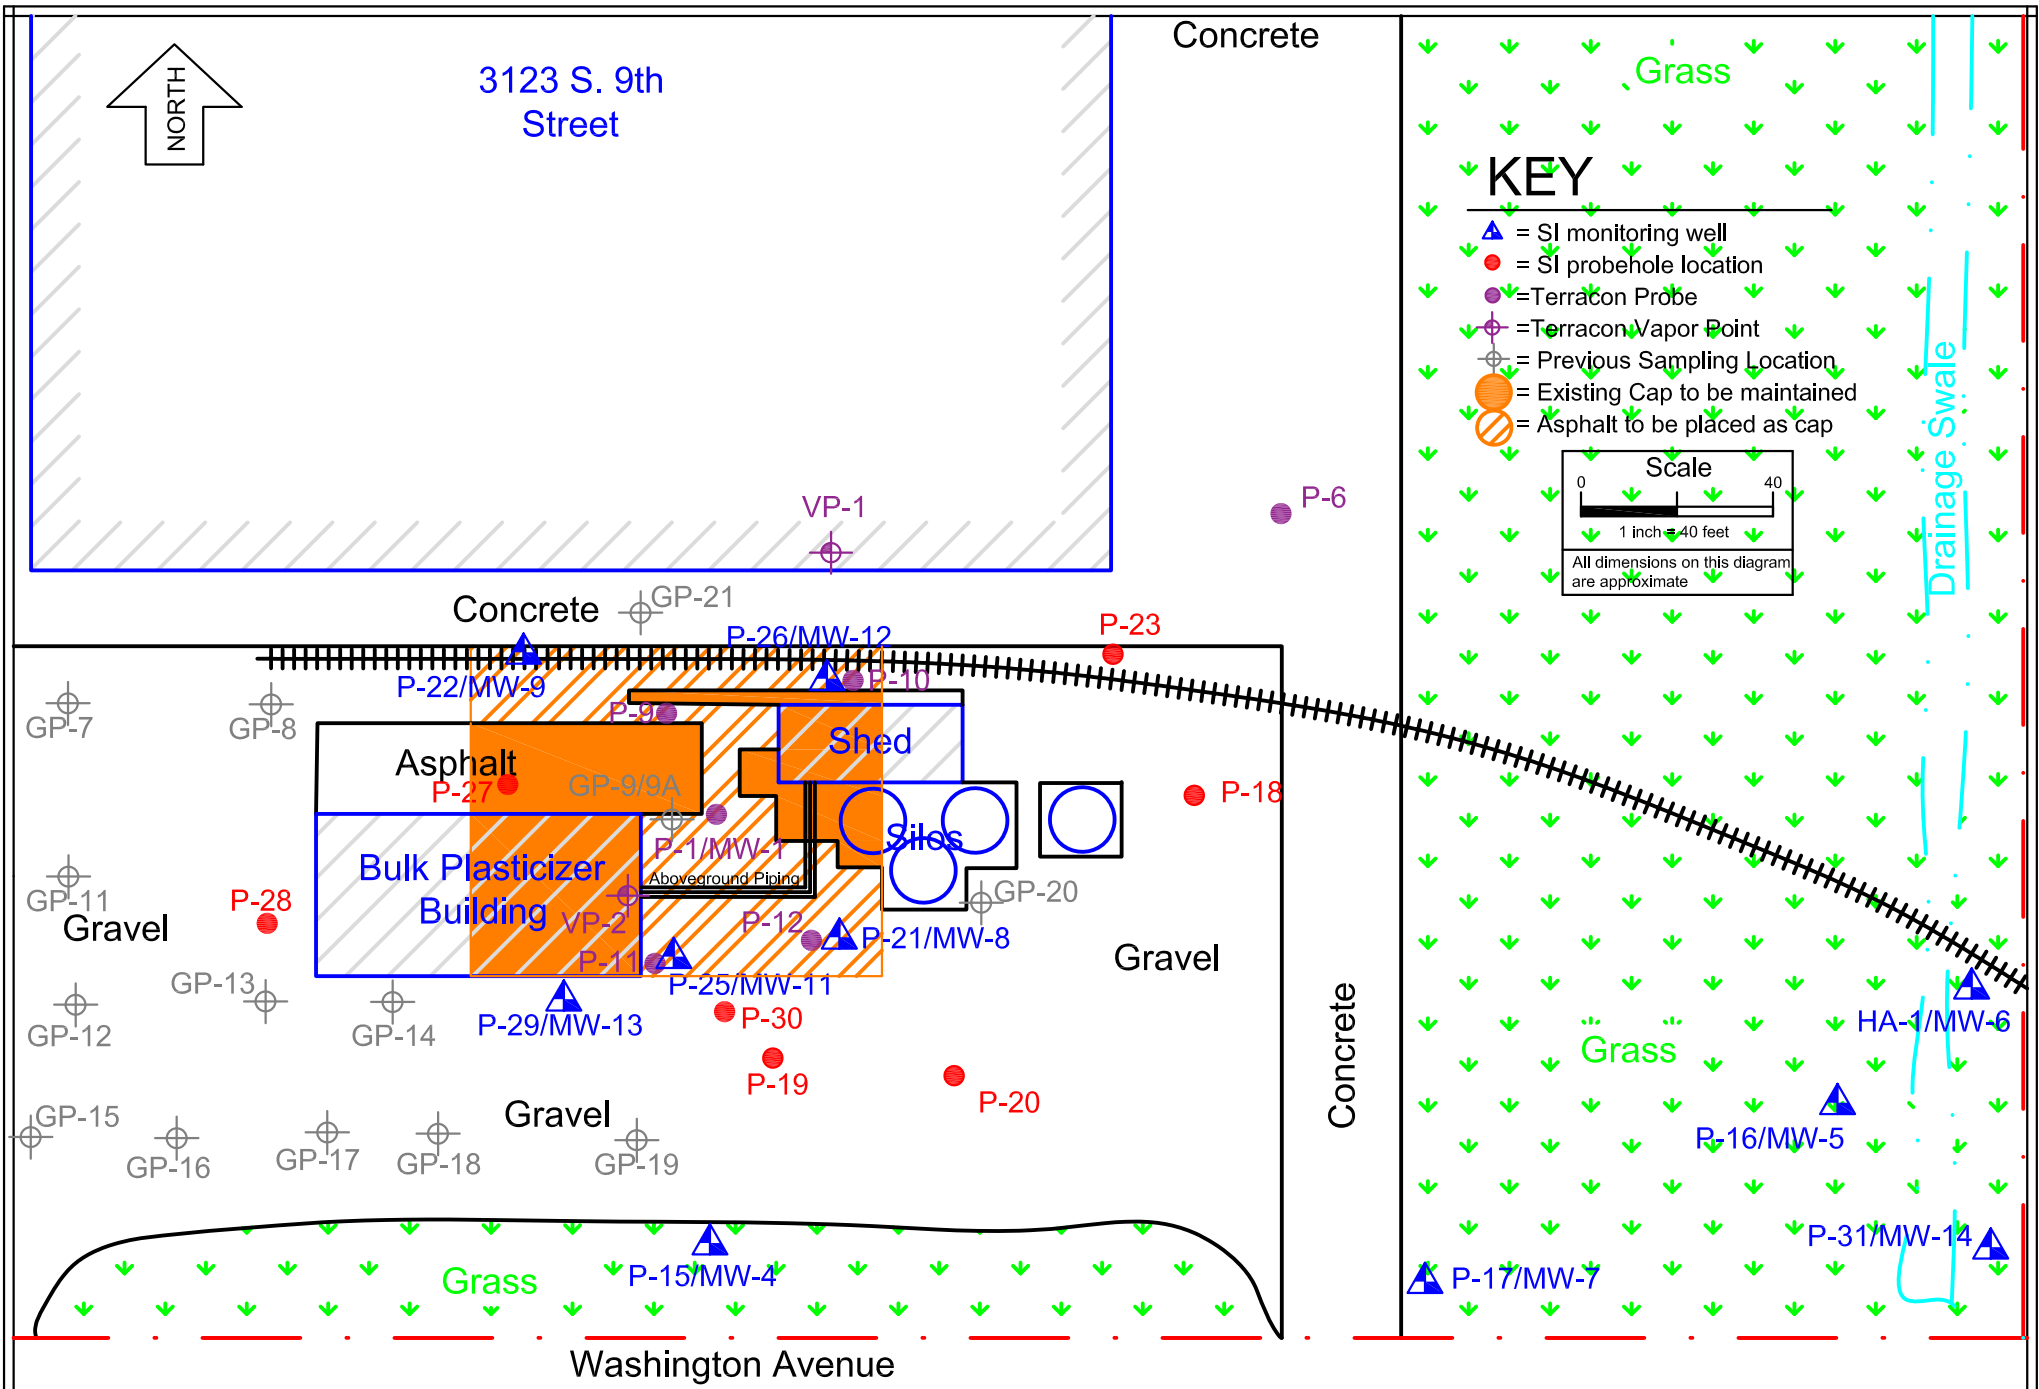 Concrete
3123 S. 9th
Street
NORTH
Grass
KEY
= SI monitoring well
= SI probehole location
=Terracon Probe
=Terracon Vapor Point
= Previous Sampling Location
= Existing Cap to be maintained
= Asphalt to be placed as cap
Scale
0 40
1 inch = 40 feet
All dimensions on this diagram
are approximate
Drainage Swale
VP-1
P-6
Concrete
GP-21
P-26/MW-12
P-23
P-22/MW-9
P-10
GP-7
GP-8
P-9
Shed
Asphalt
P-27
GP-9/9A
P-18
Silos
P-1/MW-1
Bulk Plasticizer
Building
Aboveground Piping
GP-11
P-28
GP-20
VP-2
P-12
P-21/MW-8
Gravel
P-11
Gravel
GP-13
P-25/MW-11
GP-12
GP-14
P-29/MW-13
P-30
HA-1/MW-6
Concrete
Grass
P-19
P-20
GP-15
Gravel
P-16/MW-5
GP-16
GP-17
GP-18
GP-19
P-31/MW-14
Grass
P-15/MW-4
P-17/MW-7
Washington Avenue